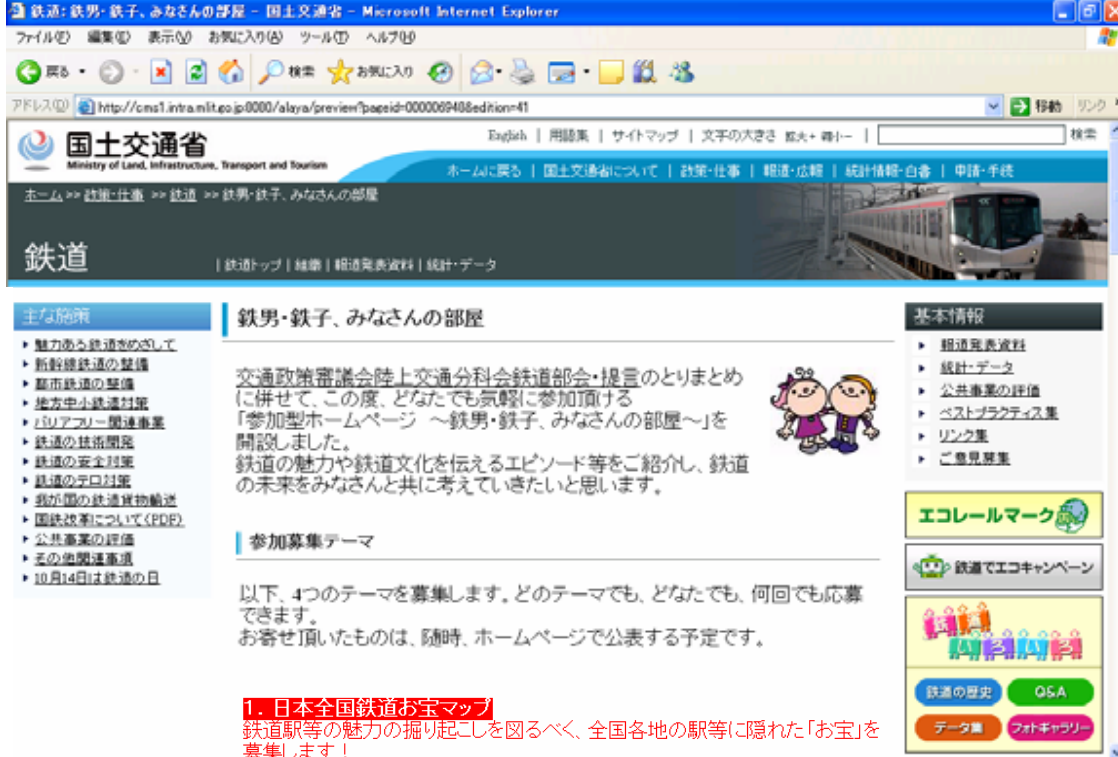 鉄道: 鉄男・鉄子、みなさんの部屋 - 国土交通省 - Microsoft Internet Explorer
ファイル(F) 編集(E) 表示(V) お気に入り(A) ツール(T) ヘルプ(H)
戻る 検索 お気に入り
アドレス(D) http://cms1.intra.mlit.go.jp:8080/alaya/preview?pageid=00000694&edition=41 移動 リンク
国土交通省
Ministry of Land, Infrastructure, Transport and Tourism
English | 用語集 | サイトマップ | 文字の大きさ 拡大+ 縮小- | 検索
ホームに戻る | 国土交通省について | 政策・仕事 | 報道・広報 | 統計情報・白書 | 申請・手続
ホーム >> 政策・仕事 >> 鉄道 >> 鉄男・鉄子、みなさんの部屋
鉄道
| 鉄道トップ | 組織 | 報道発表資料 | 統計・データ
主な施策
魅力ある鉄道をめざして
新幹線鉄道の整備
都市鉄道の整備
地方中小鉄道対策
バリアフリー関連事業
鉄道の技術開発
鉄道の安全対策
鉄道のテロ対策
我が国の鉄道貨物輸送
国鉄改革について(PDF)
公共事業の評価
その他関連事項
10月14日は鉄道の日
鉄男・鉄子、みなさんの部屋
交通政策審議会陸上交通分科会鉄道部会・提言のとりまとめ
に併せて、この度、どなたでも気軽に参加頂ける
「参加型ホームページ ～鉄男・鉄子、みなさんの部屋～」を
開設しました。
鉄道の魅力や鉄道文化を伝えるエピソード等をご紹介し、鉄道
の未来をみなさんと共に考えていきたいと思います。
参加募集テーマ
以下、4つのテーマを募集します。どのテーマでも、どなたでも、何回でも応募
できます。
お寄せ頂いたものは、随時、ホームページで公表する予定です。
1. 日本全国鉄道お宝マップ
鉄道駅等の魅力の掘り起こしを図るべく、全国各地の駅等に隠れた「お宝」を
募集します！
基本情報
報道発表資料
統計・データ
公共事業の評価
ベストプラクティス集
リンク集
ご意見募集
エコレールマーク
鉄道でエコキャンペーン
鉄道の歴史 Q&A
データ集 フォトギャラリー